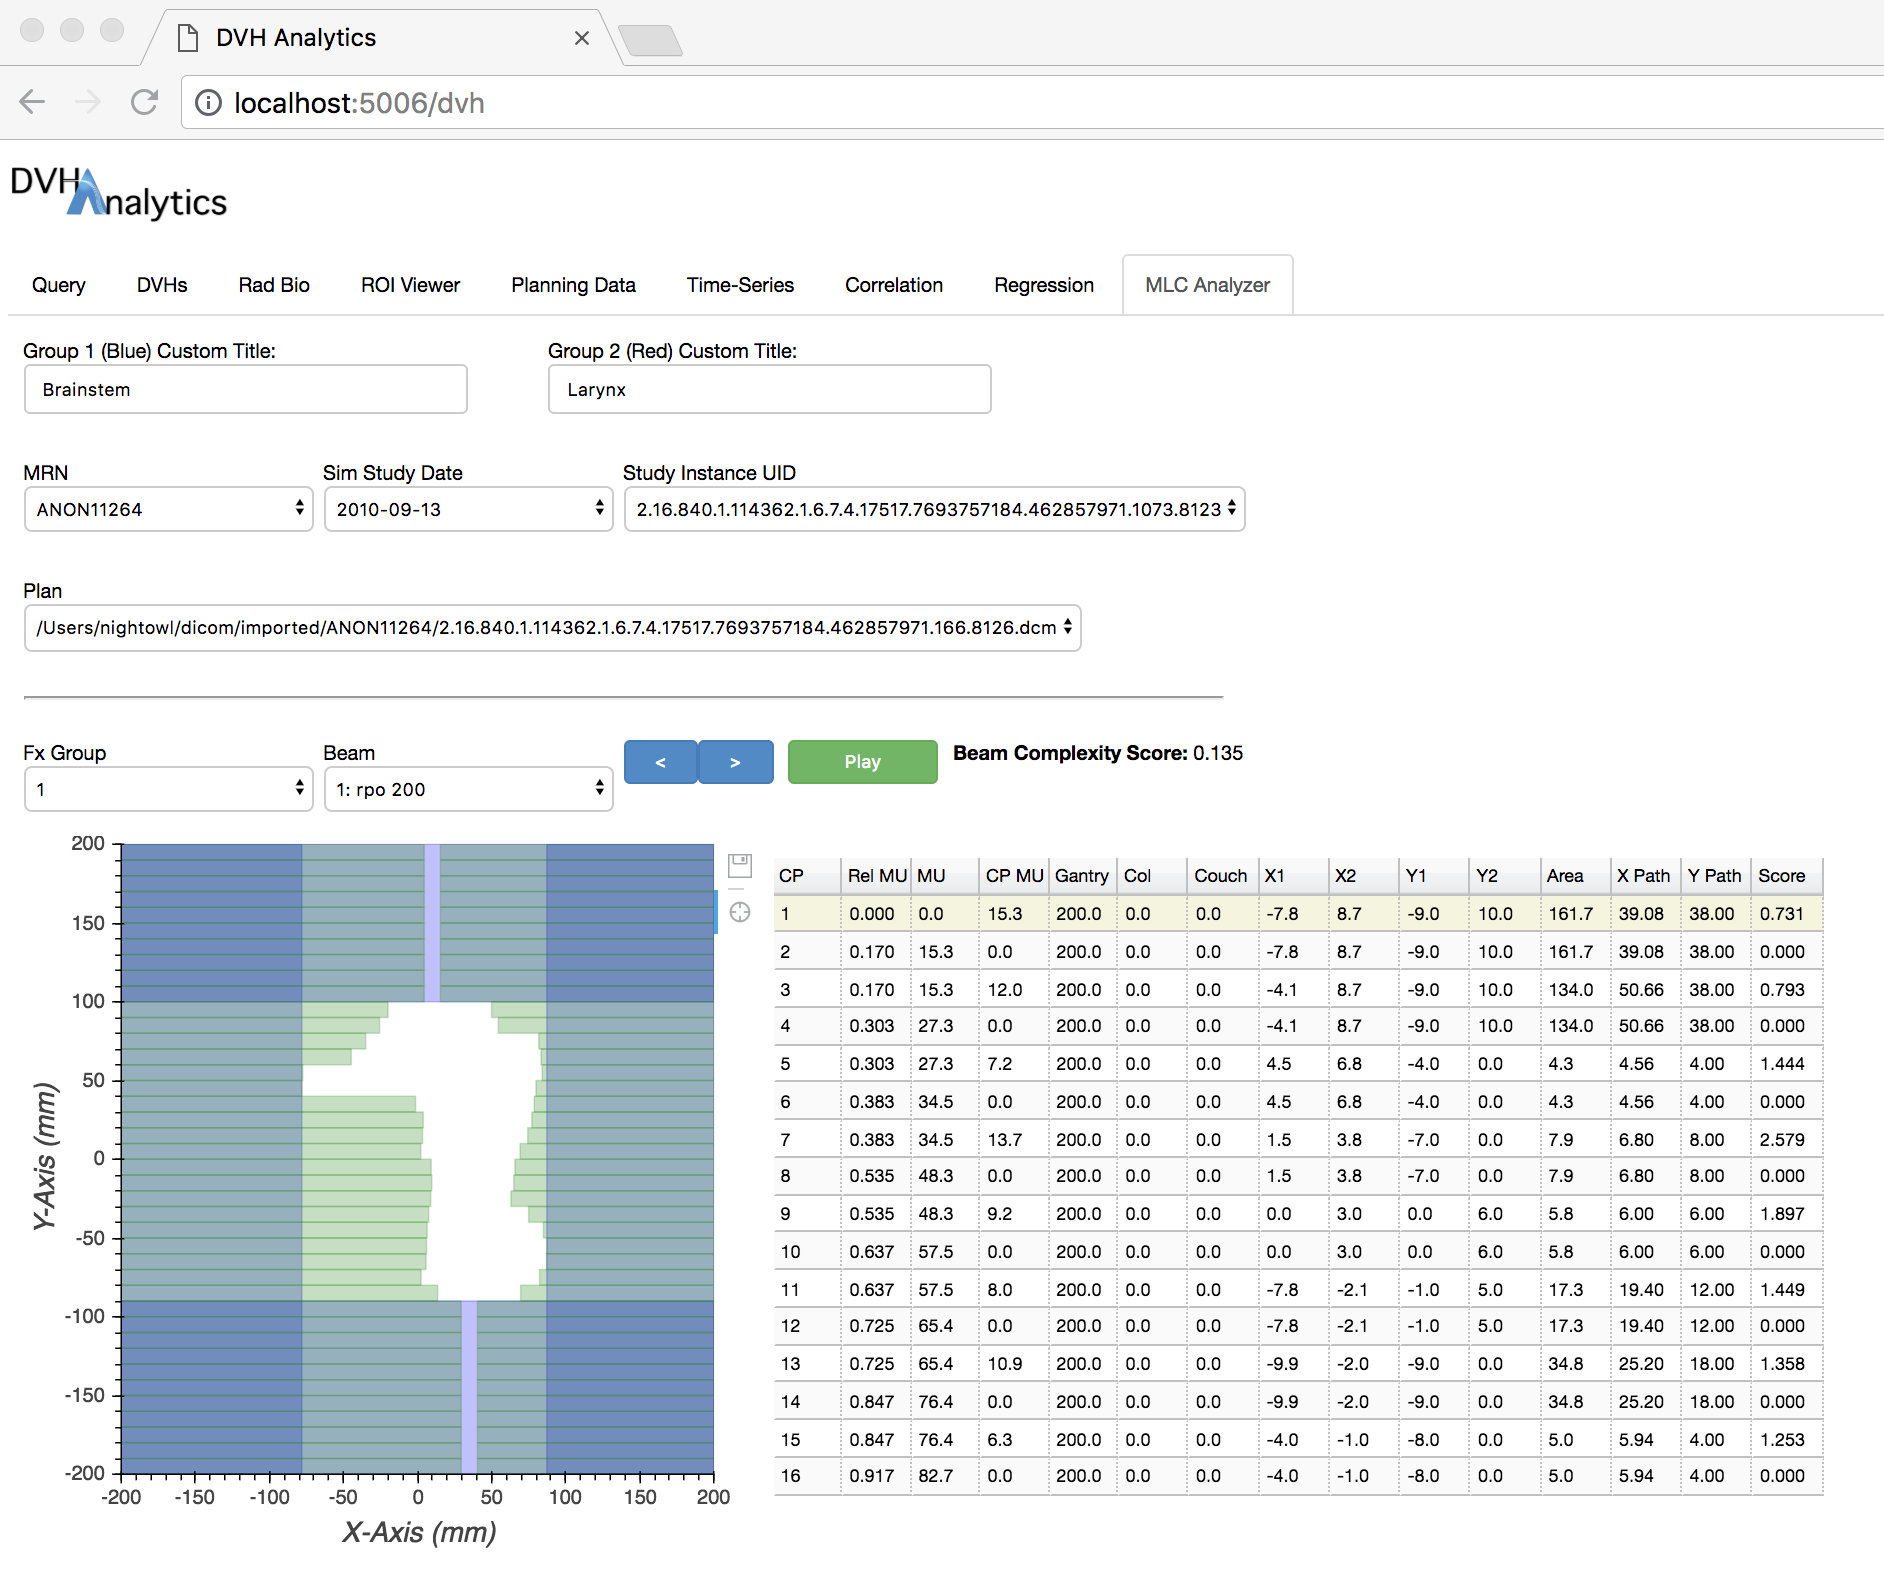 DVH Analytics
localhost:5006/dvh
DVH Analytics
Query DVHs Rad Bio ROI Viewer Planning Data Time-Series Correlation Regression MLC Analyzer
Group 1 (Blue) Custom Title: Group 2 (Red) Custom Title:
Brainstem Larynx
MRN Sim Study Date Study Instance UID
ANON11264 2010-09-13 2.16.840.1.114362.1.6.7.4.17517.7693757184.462857971.1073.8123
Plan
/Users/nightowl/dicom/imported/ANON11264/2.16.840.1.114362.1.6.7.4.17517.7693757184.462857971.166.8126.dcm
Fx Group Beam < > Play Beam Complexity Score: 0.135
1 1: rpo 200
200
150
100
50
0
-50
-100
-150
-200
Y-Axis (mm)
-200 -150 -100 -50 0 50 100 150 200
X-Axis (mm)
CP Rel MU MU CP MU Gantry Col Couch X1 X2 Y1 Y2 Area X Path Y Path Score
1 0.000 0.0 15.3 200.0 0.0 0.0 -7.8 8.7 -9.0 10.0 161.7 39.08 38.00 0.731
2 0.170 15.3 0.0 200.0 0.0 0.0 -7.8 8.7 -9.0 10.0 161.7 39.08 38.00 0.000
3 0.170 15.3 12.0 200.0 0.0 0.0 -4.1 8.7 -9.0 10.0 134.0 50.66 38.00 0.793
4 0.303 27.3 0.0 200.0 0.0 0.0 -4.1 8.7 -9.0 10.0 134.0 50.66 38.00 0.000
5 0.303 27.3 7.2 200.0 0.0 0.0 4.5 6.8 -4.0 0.0 4.3 4.56 4.00 1.444
6 0.383 34.5 0.0 200.0 0.0 0.0 4.5 6.8 -4.0 0.0 4.3 4.56 4.00 0.000
7 0.383 34.5 13.7 200.0 0.0 0.0 1.5 3.8 -7.0 0.0 7.9 6.80 8.00 2.579
8 0.535 48.3 0.0 200.0 0.0 0.0 1.5 3.8 -7.0 0.0 7.9 6.80 8.00 0.000
9 0.535 48.3 9.2 200.0 0.0 0.0 0.0 3.0 0.0 6.0 5.8 6.00 6.00 1.897
10 0.637 57.5 0.0 200.0 0.0 0.0 0.0 3.0 0.0 6.0 5.8 6.00 6.00 0.000
11 0.637 57.5 8.0 200.0 0.0 0.0 -7.8 -2.1 -1.0 5.0 17.3 19.40 12.00 1.449
12 0.725 65.4 0.0 200.0 0.0 0.0 -7.8 -2.1 -1.0 5.0 17.3 19.40 12.00 0.000
13 0.725 65.4 10.9 200.0 0.0 0.0 -9.9 -2.0 -9.0 0.0 34.8 25.20 18.00 1.358
14 0.847 76.4 0.0 200.0 0.0 0.0 -9.9 -2.0 -9.0 0.0 34.8 25.20 18.00 0.000
15 0.847 76.4 6.3 200.0 0.0 0.0 -4.0 -1.0 -8.0 0.0 5.0 5.94 4.00 1.253
16 0.917 82.7 0.0 200.0 0.0 0.0 -4.0 -1.0 -8.0 0.0 5.0 5.94 4.00 0.000